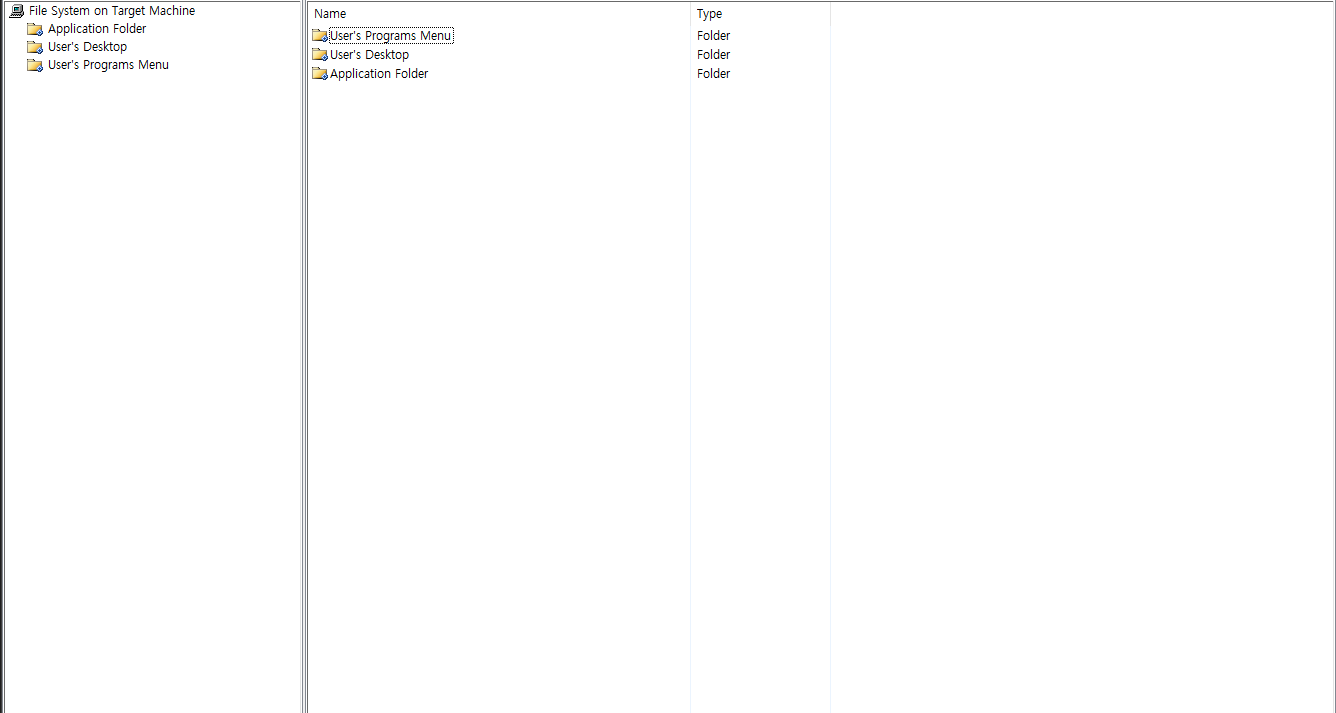 File System on Target Machine
Application Folder
User's Desktop
User's Programs Menu
Name Type
User's Programs Menu Folder
User's Desktop Folder
Application Folder Folder